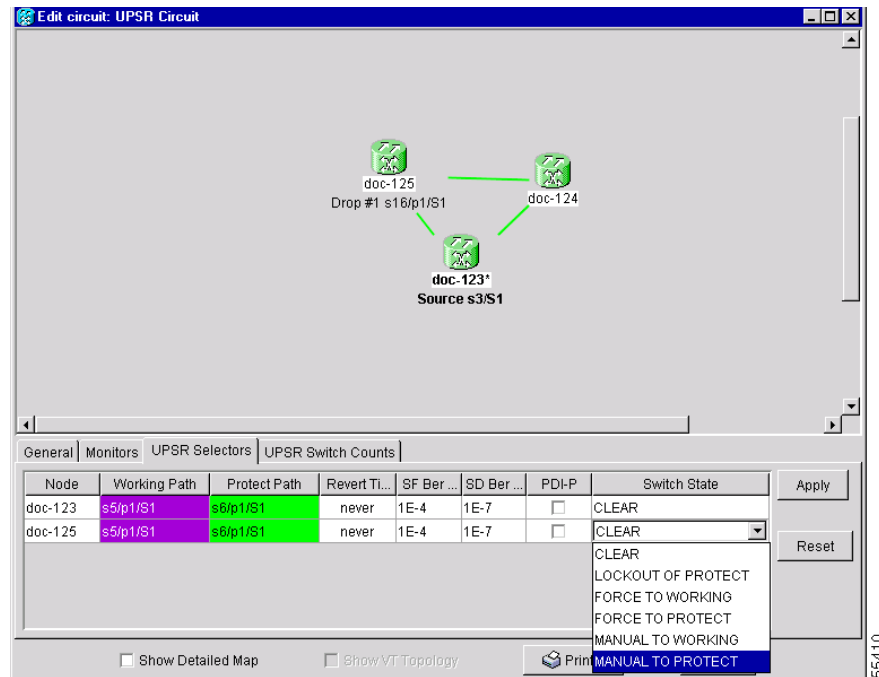 Edit circuit: UPSR Circuit
doc-125
Drop #1 s16/p1/S1
doc-124
doc-123*
Source s3/S1
General Monitors UPSR Selectors UPSR Switch Counts
Node Working Path Protect Path Revert Ti... SF Ber ... SD Ber ... PDI-P Switch State
doc-123 s5/p1/S1 s6/p1/S1 never 1E-4 1E-7 CLEAR
doc-125 s5/p1/S1 s6/p1/S1 never 1E-4 1E-7 CLEAR
CLEAR
LOCKOUT OF PROTECT
FORCE TO WORKING
FORCE TO PROTECT
MANUAL TO WORKING
MANUAL TO PROTECT
Apply
Reset
Show Detailed Map Show VT Topology Prin
55410